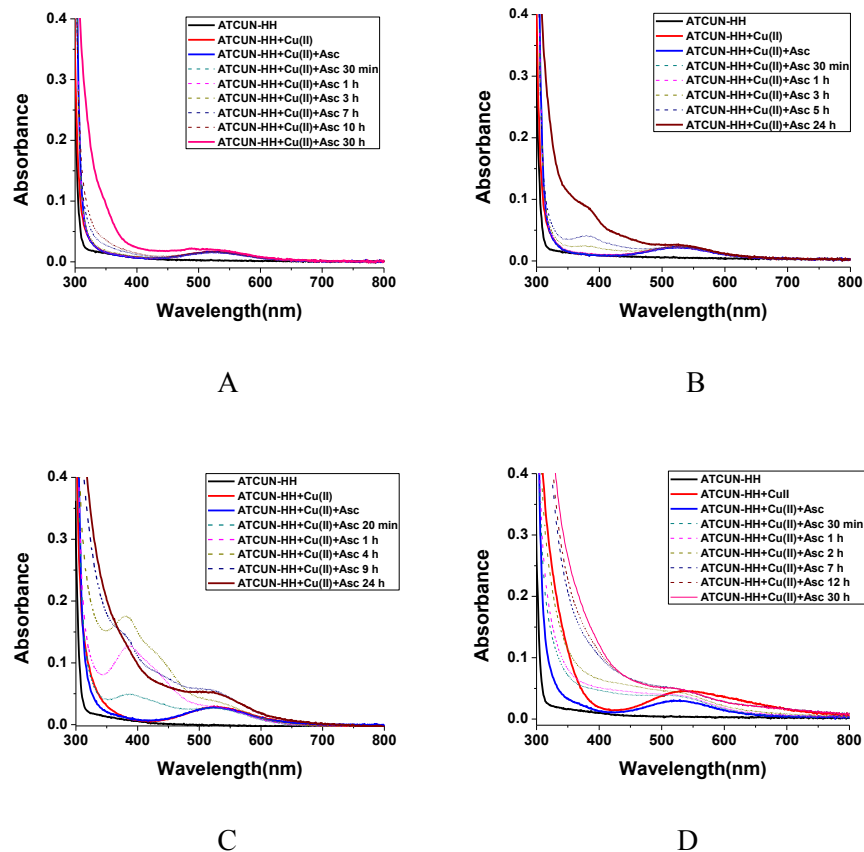 0.4
0.3
0.2
0.1
0.0
Absorbance
300 400 500 600 700 800
Wavelength(nm)
ATCUN-HH
ATCUN-HH+Cu(II)
ATCUN-HH+Cu(II)+Asc
ATCUN-HH+Cu(II)+Asc 30 min
ATCUN-HH+Cu(II)+Asc 1 h
ATCUN-HH+Cu(II)+Asc 3 h
ATCUN-HH+Cu(II)+Asc 7 h
ATCUN-HH+Cu(II)+Asc 10 h
ATCUN-HH+Cu(II)+Asc 30 h
A
0.4
0.3
0.2
0.1
0.0
Absorbance
300 400 500 600 700 800
Wavelength(nm)
ATCUN-HH
ATCUN-HH+Cu(II)
ATCUN-HH+Cu(II)+Asc
ATCUN-HH+Cu(II)+Asc 30 min
ATCUN-HH+Cu(II)+Asc 1 h
ATCUN-HH+Cu(II)+Asc 3 h
ATCUN-HH+Cu(II)+Asc 5 h
ATCUN-HH+Cu(II)+Asc 24 h
B
0.4
0.3
0.2
0.1
0.0
Absorbance
300 400 500 600 700 800
Wavelength(nm)
ATCUN-HH
ATCUN-HH+Cu(II)
ATCUN-HH+Cu(II)+Asc
ATCUN-HH+Cu(II)+Asc 20 min
ATCUN-HH+Cu(II)+Asc 1 h
ATCUN-HH+Cu(II)+Asc 4 h
ATCUN-HH+Cu(II)+Asc 9 h
ATCUN-HH+Cu(II)+Asc 24 h
C
0.4
0.3
0.2
0.1
0.0
Absorbance
300 400 500 600 700 800
Wavelength(nm)
ATCUN-HH
ATCUN-HH+CuII
ATCUN-HH+Cu(II)+Asc
ATCUN-HH+Cu(II)+Asc 30 min
ATCUN-HH+Cu(II)+Asc 1 h
ATCUN-HH+Cu(II)+Asc 2 h
ATCUN-HH+Cu(II)+Asc 7 h
ATCUN-HH+Cu(II)+Asc 12 h
ATCUN-HH+Cu(II)+Asc 30 h
D